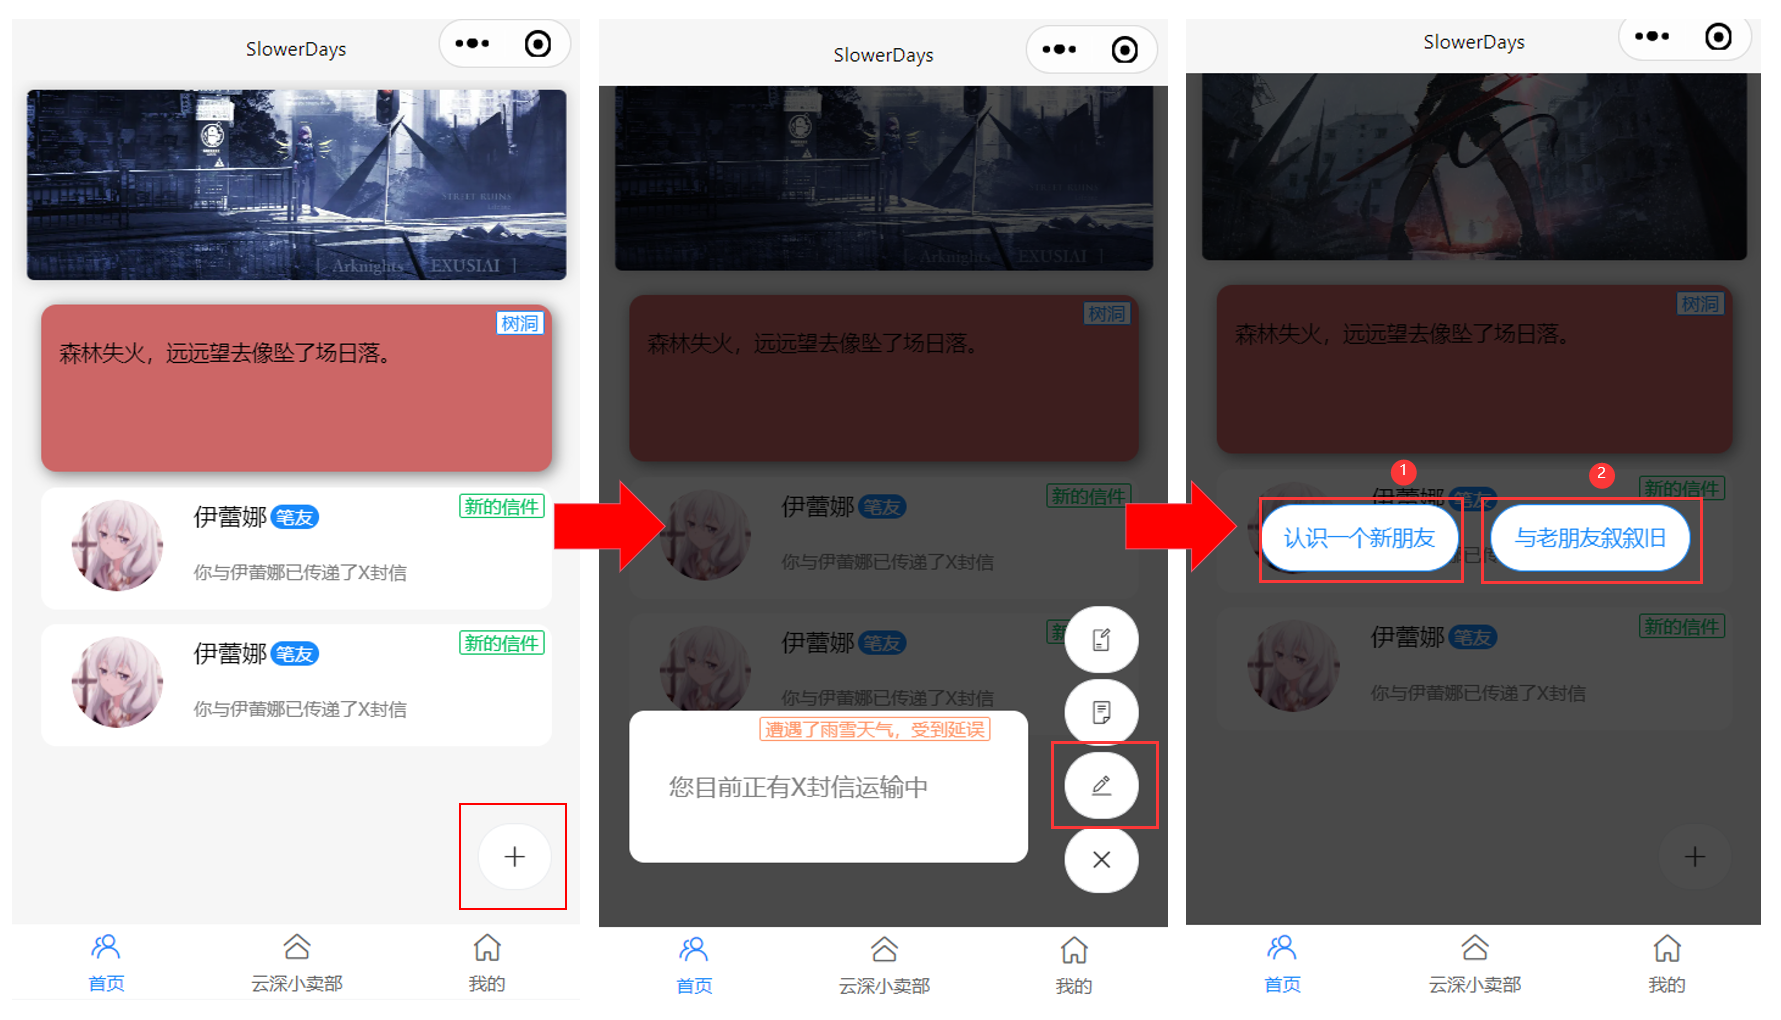 SlowerDays
STREET RUINS
[ Arknights EXUSIAI ]
树洞
森林失火，远远望去像坠了场日落。
伊蕾娜 笔友
新的信件
你与伊蕾娜已传递了X封信
伊蕾娜 笔友
新的信件
你与伊蕾娜已传递了X封信
首页
云深小卖部
我的
SlowerDays
STREET RUINS
[ Arknights EXUSIAI ]
树洞
森林失火，远远望去像坠了场日落。
伊蕾娜 笔友
新的信件
你与伊蕾娜已传递了X封信
伊蕾娜 笔友
新
你与伊蕾娜已传递了X封信
遭遇了雨雪天气，受到延误
您目前正有X封信运输中
首页
云深小卖部
我的
SlowerDays
树洞
森林失火，远远望去像坠了场日落。
1
2
伊蕾娜 笔友
新的信件
认识一个新朋友
与老朋友叙叙旧
伊蕾娜 笔友
新的信件
你与伊蕾娜已传递了X封信
首页
云深小卖部
我的